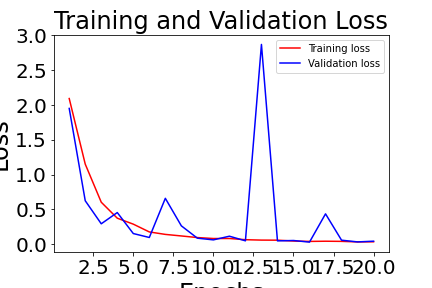 Training and Validation Loss
3.0
2.5
2.0
1.5
1.0
0.5
0.0
Loss
Training loss
Validation loss
2.5 5.0 7.5 10.0 12.5 15.0 17.5 20.0
Epochs